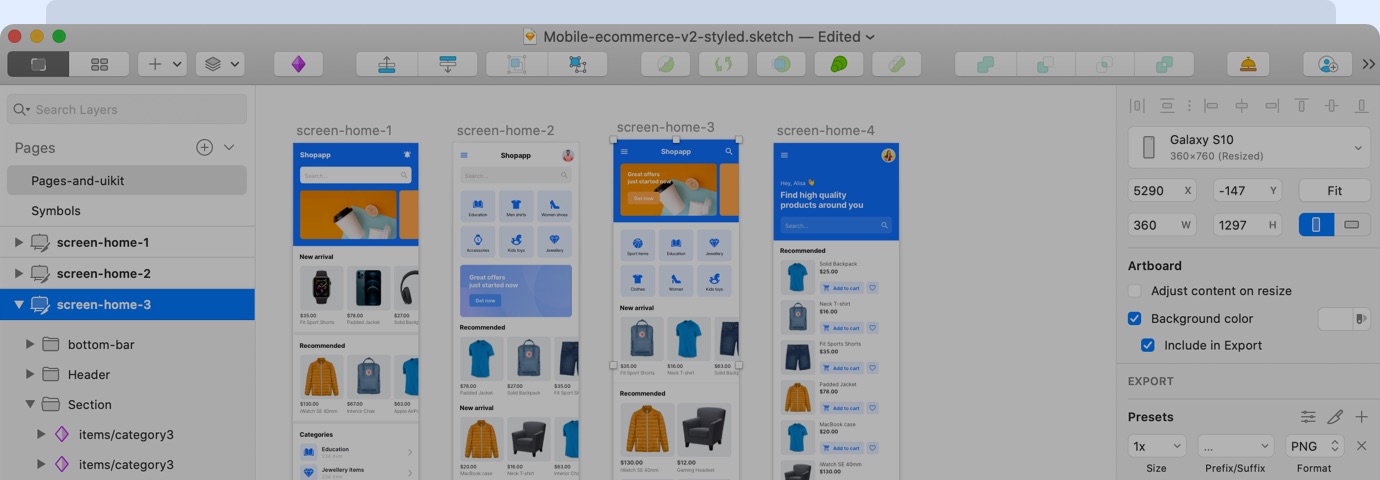 Mobile-ecommerce-v2-styled.sketch — Edited
Search Layers
Pages
Pages-and-uikit
Symbols
screen-home-1
screen-home-2
screen-home-3
bottom-bar
Header
Section
items/category3
items/category3
screen-home-1
Shopapp
Search...
New arrival
$35.00
$76.00
$27.00
Fit Sport Shorts
Padded Jacket
Solid Backp
Recommended
$130.00
$87.00
$63.00
iWatch SE 40mm
Interior Chair
Apple AirP
Categories
Education
Jewellery items
screen-home-2
Shopapp
Search...
Education
Men shirts
Women shoes
Accessories
Kids toys
Jewellery
Great offers
just started now
Get now
Recommended
$76.00
$27.00
$35.00
Padded Jacket
Solid Backpack
Fit Sport S
New arrival
$20.00
$16.00
$63.00
MacBook case
Neck T-shirt
Interior Ch
screen-home-3
Shopapp
Great offers
just started now
Get now
Sport items
Education
Jewellery
Clothes
Women
Kids toys
New arrival
$35.00
$16.00
$63.00
Fit Sport Shorts
Neck T-shirt
Solid Back
Recommended
$130.00
$12.00
iWatch SE 40mm
Gaming Headset
screen-home-4
Hey, Alisa 👋
Find high quality
products around you
Search...
Recommended
Solid Backpack
$25.00
Add to cart
Neck T-shirt
$16.00
Add to cart
Fit Sports Shorts
$35.00
Add to cart
Padded Jacket
$78.00
Add to cart
MacBook case
$20.00
Add to cart
iWatch SE 40mm
$130.00
Galaxy S10
360×760 (Resized)
5290 X -147 Y Fit
360 W 1297 H
Artboard
Adjust content on resize
Background color
Include in Export
EXPORT
Presets
1x ... PNG
Size Prefix/Suffix Format